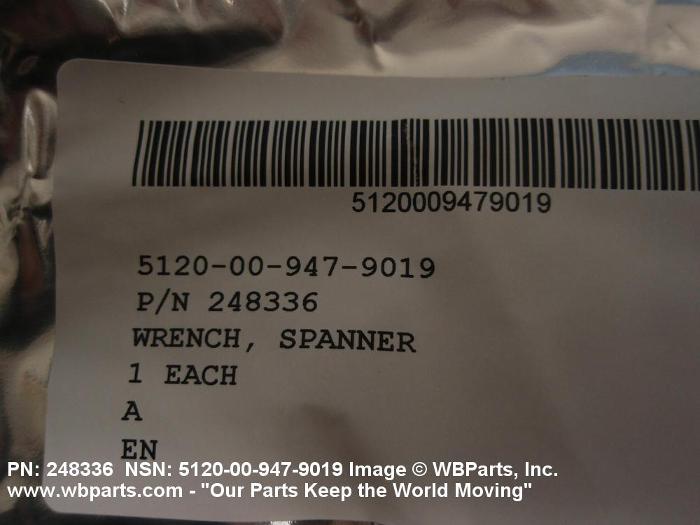 5120009479019
5120-00-947-9019
P/N 248336
WRENCH, SPANNER
1 EACH
A
EN
PN: 248336 NSN: 5120-00-947-9019 Image © WBParts, Inc.
www.wbparts.com - "Our Parts Keep the World Moving"